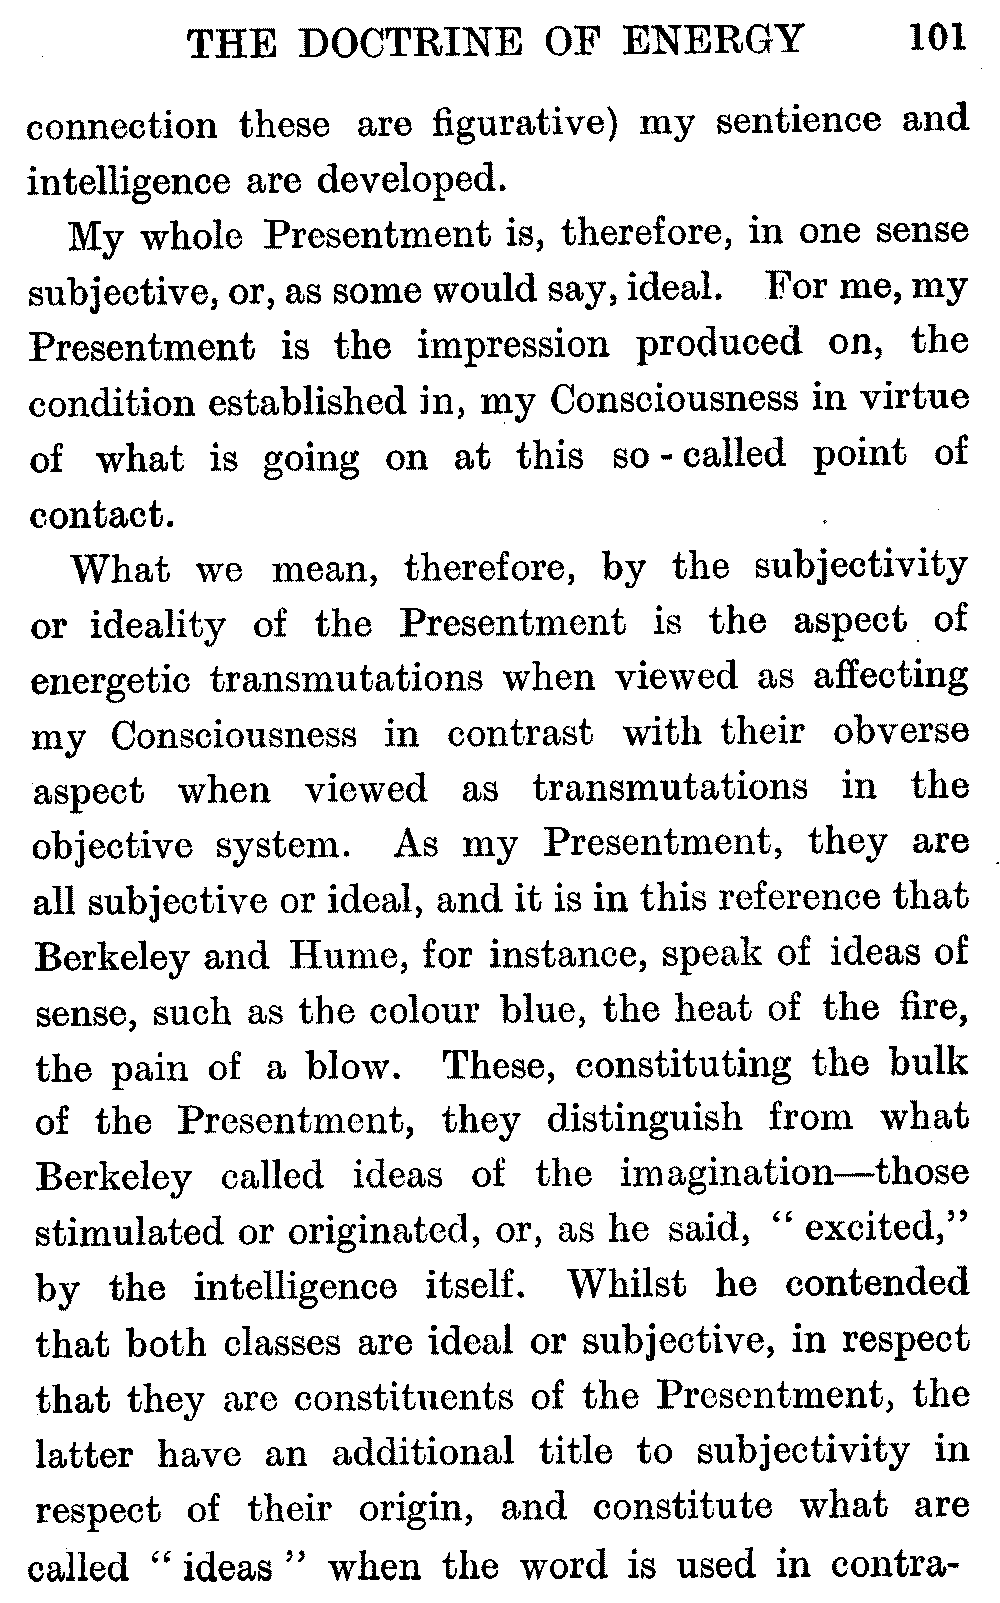 THE DOCTRINE OF ENERGY 101
connection these are figurative) my sentience and
intelligence are developed.
My whole Presentment is, therefore, in one sense
subjective, or, as some would say, ideal. For me, my
Presentment is the impression produced on, the
condition established in, my Consciousness in virtue
of what is going on at this so-called point of
contact.
What we mean, therefore, by the subjectivity
or ideality of the Presentment is the aspect of
energetic transmutations when viewed as affecting
my Consciousness in contrast with their obverse
aspect when viewed as transmutations in the
objective system. As my Presentment, they are
all subjective or ideal, and it is in this reference that
Berkeley and Hume, for instance, speak of ideas of
sense, such as the colour blue, the heat of the fire,
the pain of a blow. These, constituting the bulk
of the Presentment, they distinguish from what
Berkeley called ideas of the imagination—those
stimulated or originated, or, as he said, “excited,”
by the intelligence itself. Whilst he contended
that both classes are ideal or subjective, in respect
that they are constituents of the Presentment, the
latter have an additional title to subjectivity in
respect of their origin, and constitute what are
called “ideas” when the word is used in contra-